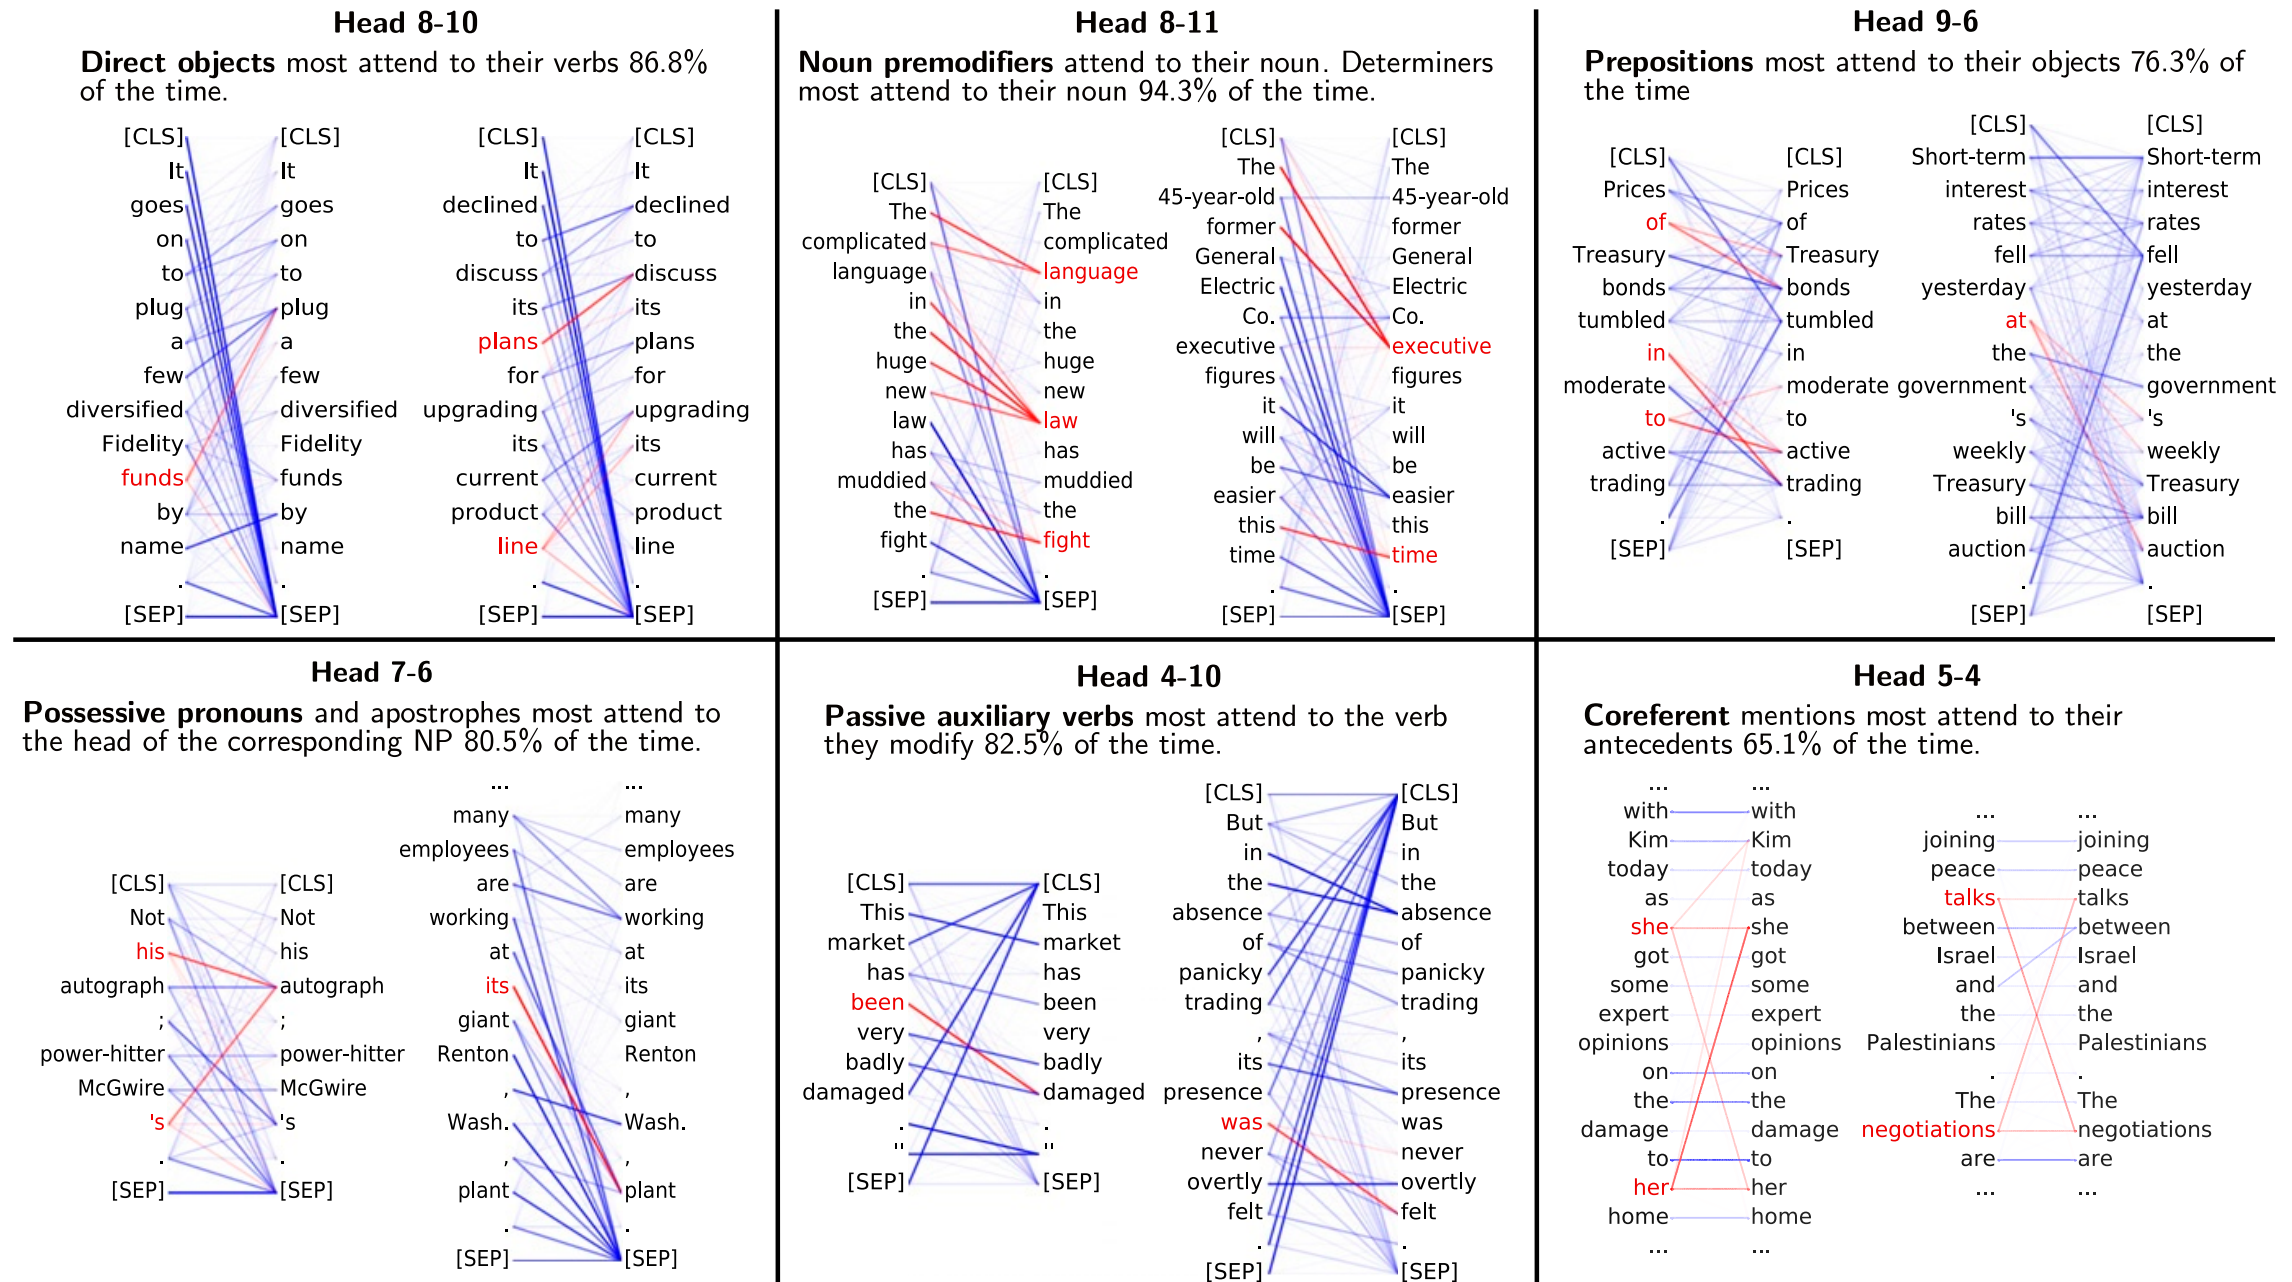 Head 8-10
Direct objects most attend to their verbs 86.8%
of the time.
[CLS] [CLS]
It It
goes goes
on on
to to
plug plug
a a
few few
diversified diversified
Fidelity Fidelity
funds funds
by by
name name
. .
[SEP] [SEP]
[CLS] [CLS]
It It
declined declined
to to
discuss discuss
its its
plans plans
for for
upgrading upgrading
its its
current current
product product
line line
. .
[SEP] [SEP]
Head 8-11
Noun premodifiers attend to their noun. Determiners
most attend to their noun 94.3% of the time.
[CLS] [CLS]
The The
complicated complicated
language language
in in
the the
huge huge
new new
law law
has has
muddied muddied
the the
fight fight
. .
[SEP] [SEP]
[CLS] [CLS]
The The
45-year-old 45-year-old
former former
General General
Electric Electric
Co. Co.
executive executive
figures figures
it it
will will
be be
easier easier
this this
time time
. .
[SEP] [SEP]
Head 9-6
Prepositions most attend to their objects 76.3% of
the time
[CLS] [CLS]
Prices Prices
of of
Treasury Treasury
bonds bonds
tumbled tumbled
in in
moderate moderate
to to
active active
trading trading
. .
[SEP] [SEP]
[CLS] [CLS]
Short-term Short-term
interest interest
rates rates
fell fell
yesterday yesterday
at at
the the
government government
's 's
weekly weekly
Treasury Treasury
bill bill
auction auction
. .
[SEP] [SEP]
Head 7-6
Possessive pronouns and apostrophes most attend to
the head of the corresponding NP 80.5% of the time.
[CLS] [CLS]
Not Not
his his
autograph autograph
; ;
power-hitter power-hitter
McGwire McGwire
's 's
. .
[SEP] [SEP]
... ...
many many
employees employees
are are
working working
at at
its its
giant giant
Renton Renton
, ,
Wash. Wash.
, ,
plant plant
. .
[SEP] [SEP]
Head 4-10
Passive auxiliary verbs most attend to the verb
they modify 82.5% of the time.
[CLS] [CLS]
This This
market market
has has
been been
very very
badly badly
damaged damaged
. .
" "
[SEP] [SEP]
[CLS] [CLS]
But But
in in
the the
absence absence
of of
panicky panicky
trading trading
, ,
its its
presence presence
was was
never never
overtly overtly
felt felt
. .
[SEP] [SEP]
Head 5-4
Coreferent mentions most attend to their
antecedents 65.1% of the time.
... ...
with with
Kim Kim
today today
as as
she she
got got
some some
expert expert
opinions opinions
on on
the the
damage damage
to to
her her
home home
... ...
... ...
joining joining
peace peace
talks talks
between between
Israel Israel
and and
the the
Palestinians Palestinians
. .
The The
negotiations negotiations
are are
... ...